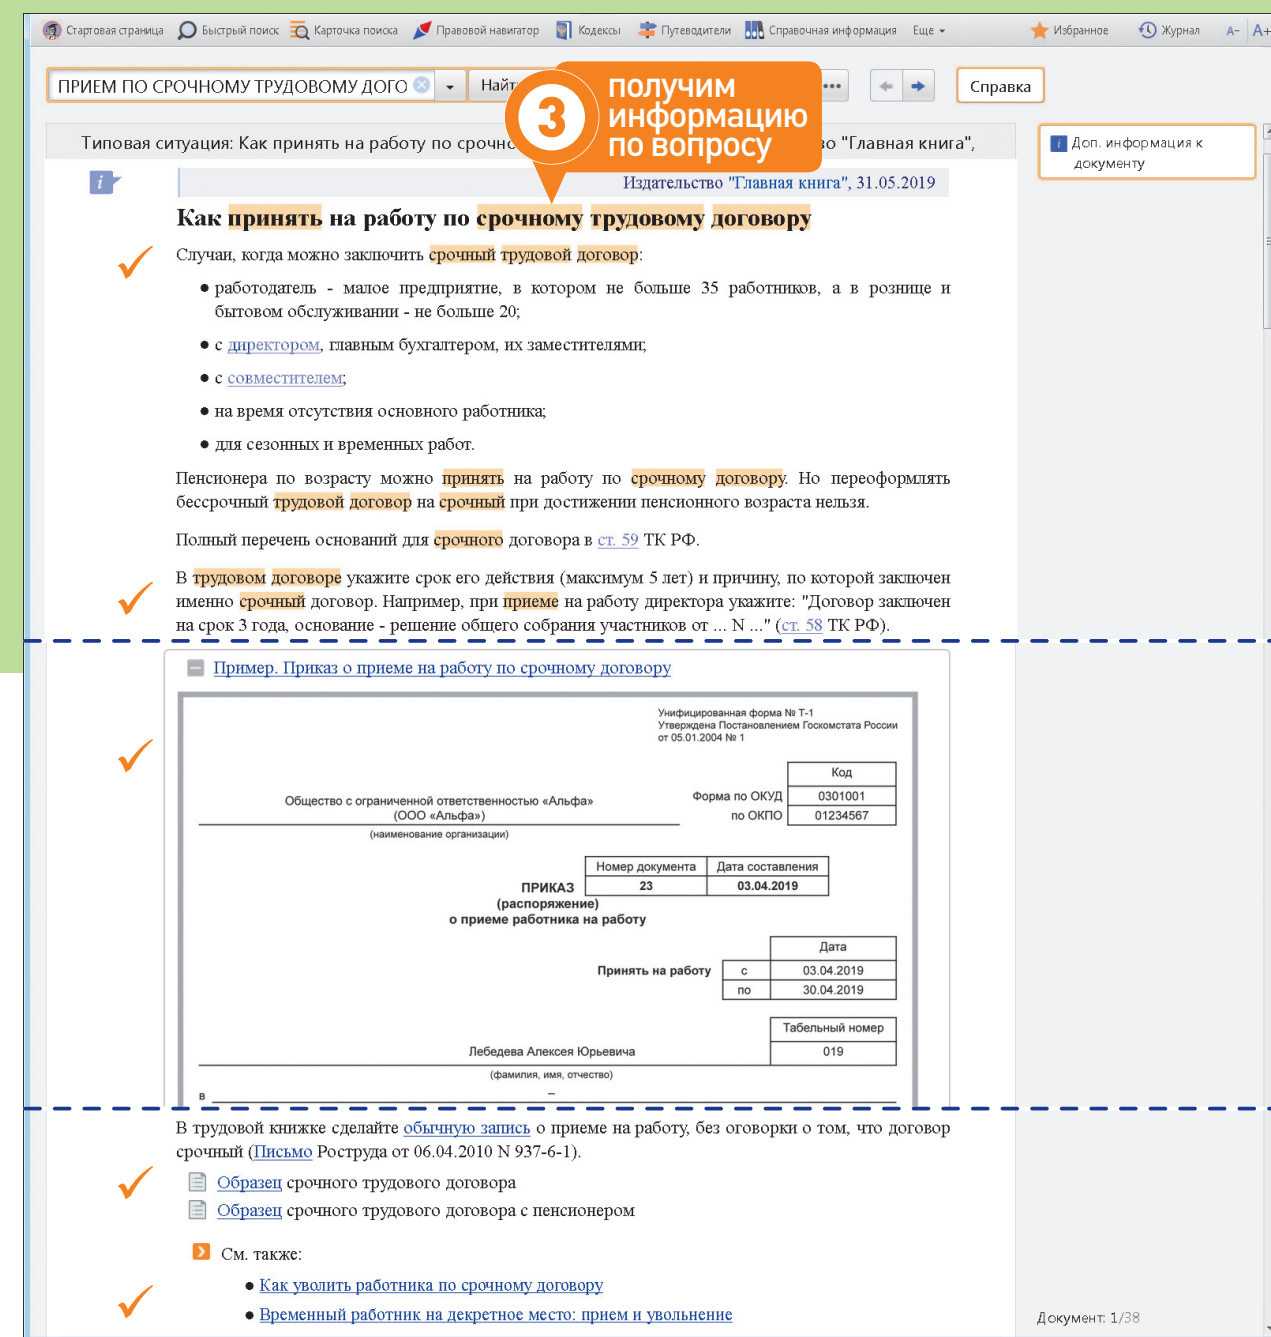 Стартовая страница Быстрый поиск Карточка поиска Правовой навигатор Кодексы Путеводители Справочная информация Еще Избранное Журнал A- A+
ПРИЕМ ПО СРОЧНОМУ ТРУДОВОМУ ДОГО Найт Справка
3 получим
информацию
по вопросу
Типовая ситуация: Как принять на работу по срочно во "Главная книга",
Доп. информация к
документу
Издательство "Главная книга", 31.05.2019
Как принять на работу по срочному трудовому договору
Случаи, когда можно заключить срочный трудовой договор:
● работодатель - малое предприятие, в котором не больше 35 работников, а в рознице и
бытовом обслуживании - не больше 20;
● с директором, главным бухгалтером, их заместителями;
● с совместителем;
● на время отсутствия основного работника;
● для сезонных и временных работ.
Пенсионера по возрасту можно принять на работу по срочному договору. Но переоформлять
бессрочный трудовой договор на срочный при достижении пенсионного возраста нельзя.
Полный перечень оснований для срочного договора в ст. 59 ТК РФ.
В трудовом договоре укажите срок его действия (максимум 5 лет) и причину, по которой заключен
именно срочный договор. Например, при приеме на работу директора укажите: "Договор заключен
на срок 3 года, основание - решение общего собрания участников от ... N ..." (ст. 58 ТК РФ).
Пример. Приказ о приеме на работу по срочному договору
Унифицированная форма № Т-1
Утверждена Постановлением Госкомстата России
от 05.01.2004 № 1
Код
Форма по ОКУД 0301001
по ОКПО 01234567
Общество с ограниченной ответственностью «Альфа»
(ООО «Альфа»)
(наименование организации)
Номер документа Дата составления
ПРИКАЗ 23 03.04.2019
(распоряжение)
о приеме работника на работу
Дата
Принять на работу с 03.04.2019
по 30.04.2019
Табельный номер
Лебедева Алексея Юрьевича 019
(фамилия, имя, отчество)
в –
В трудовой книжке сделайте обычную запись о приеме на работу, без оговорки о том, что договор
срочный (Письмо Роструда от 06.04.2010 N 937-6-1).
Образец срочного трудового договора
Образец срочного трудового договора с пенсионером
См. также:
● Как уволить работника по срочному договору
● Временный работник на декретное место: прием и увольнение
Документ: 1/38